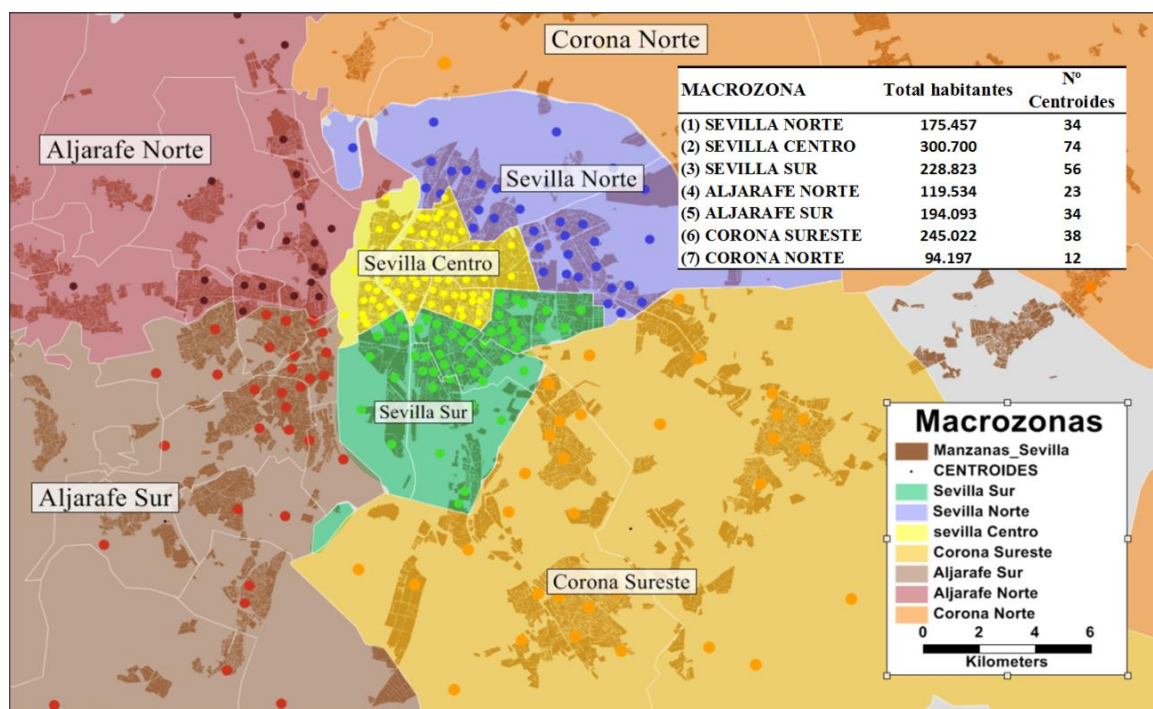 Corona Norte
MACROZONA Total habitantes Nº Centroides
(1) SEVILLA NORTE 175.457 34
(2) SEVILLA CENTRO 300.700 74
(3) SEVILLA SUR 228.823 56
(4) ALJARAFE NORTE 119.534 23
(5) ALJARAFE SUR 194.093 34
(6) CORONA SURESTE 245.022 38
(7) CORONA NORTE 94.197 12
Aljarafe Norte
Sevilla Norte
Sevilla Centro
Sevilla Sur
Aljarafe Sur
Corona Sureste
Macrozonas
Manzanas_Sevilla
CENTROIDES
Sevilla Sur
Sevilla Norte
sevilla Centro
Corona Sureste
Aljarafe Sur
Aljarafe Norte
Corona Norte
0 2 4 6
Kilometers